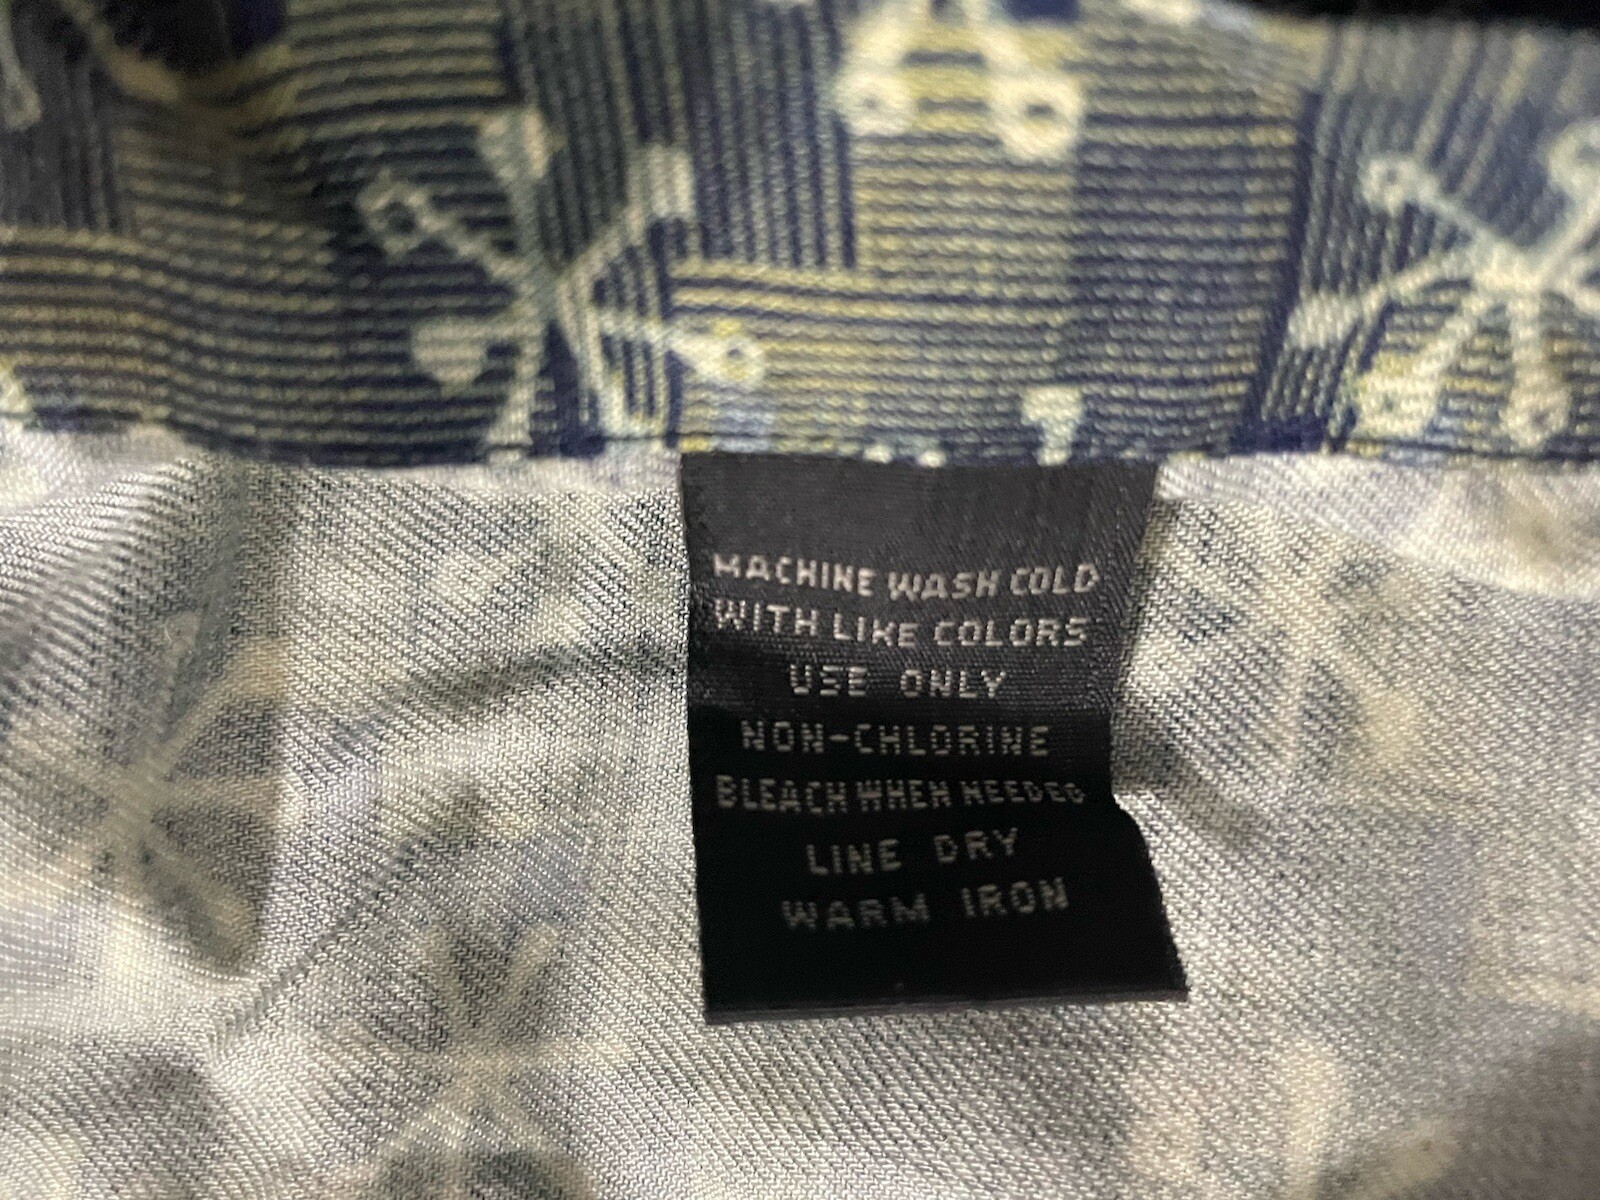 MACHINE WASH COLD
WITH LIKE COLORS
USE ONLY
NON-CHLORINE
BLEACH WHEN NEEDED
LINE DRY
WARM IRON